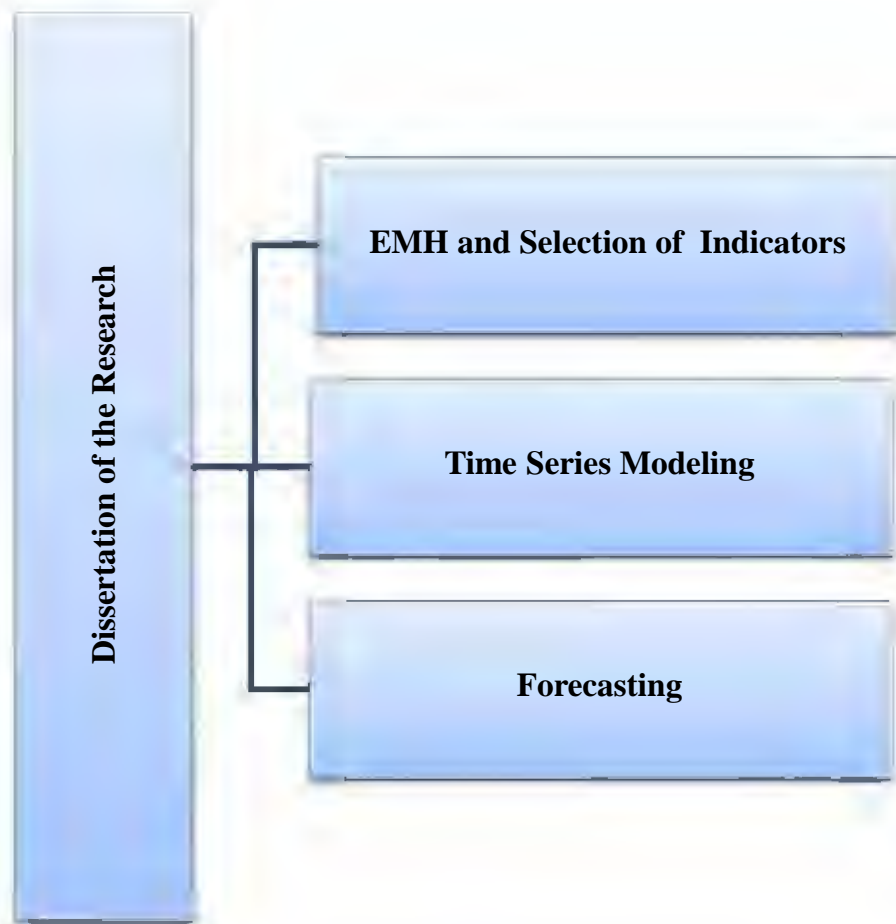 Dissertation of the Research
EMH and Selection of Indicators
Time Series Modeling
Forecasting